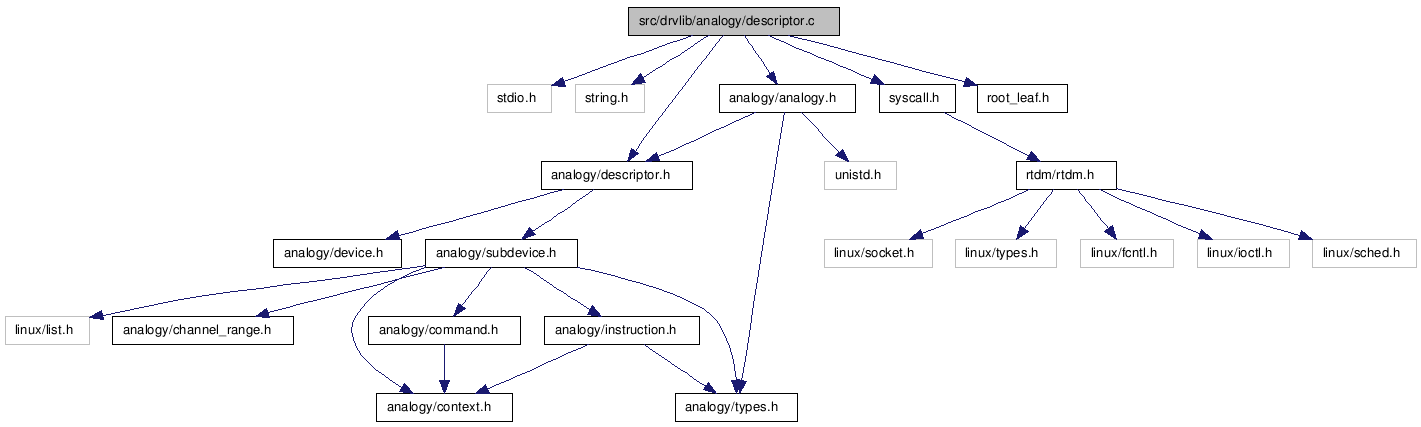 src/drvlib/analogy/descriptor.c
stdio.h
string.h
analogy/analogy.h
syscall.h
root_leaf.h
analogy/descriptor.h
unistd.h
rtdm/rtdm.h
analogy/device.h
analogy/subdevice.h
linux/socket.h
linux/types.h
linux/fcntl.h
linux/ioctl.h
linux/sched.h
linux/list.h
analogy/channel_range.h
analogy/command.h
analogy/instruction.h
analogy/context.h
analogy/types.h